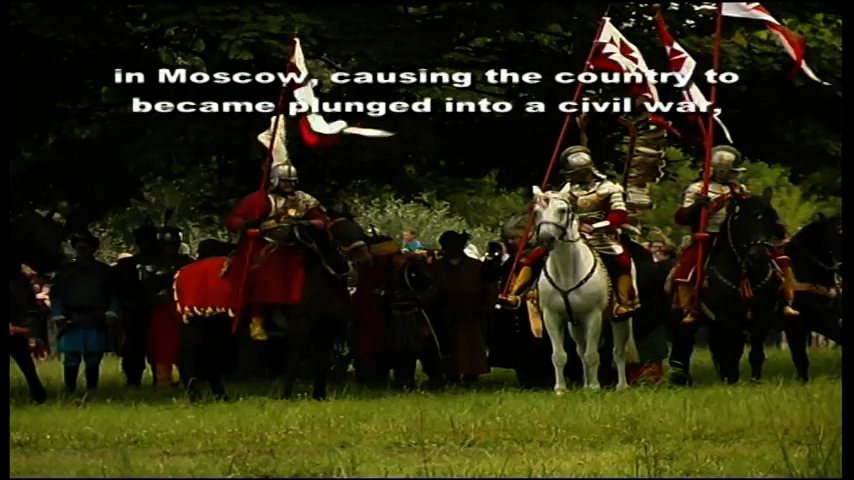 in Moscow, causing the country to
became plunged into a civil war,